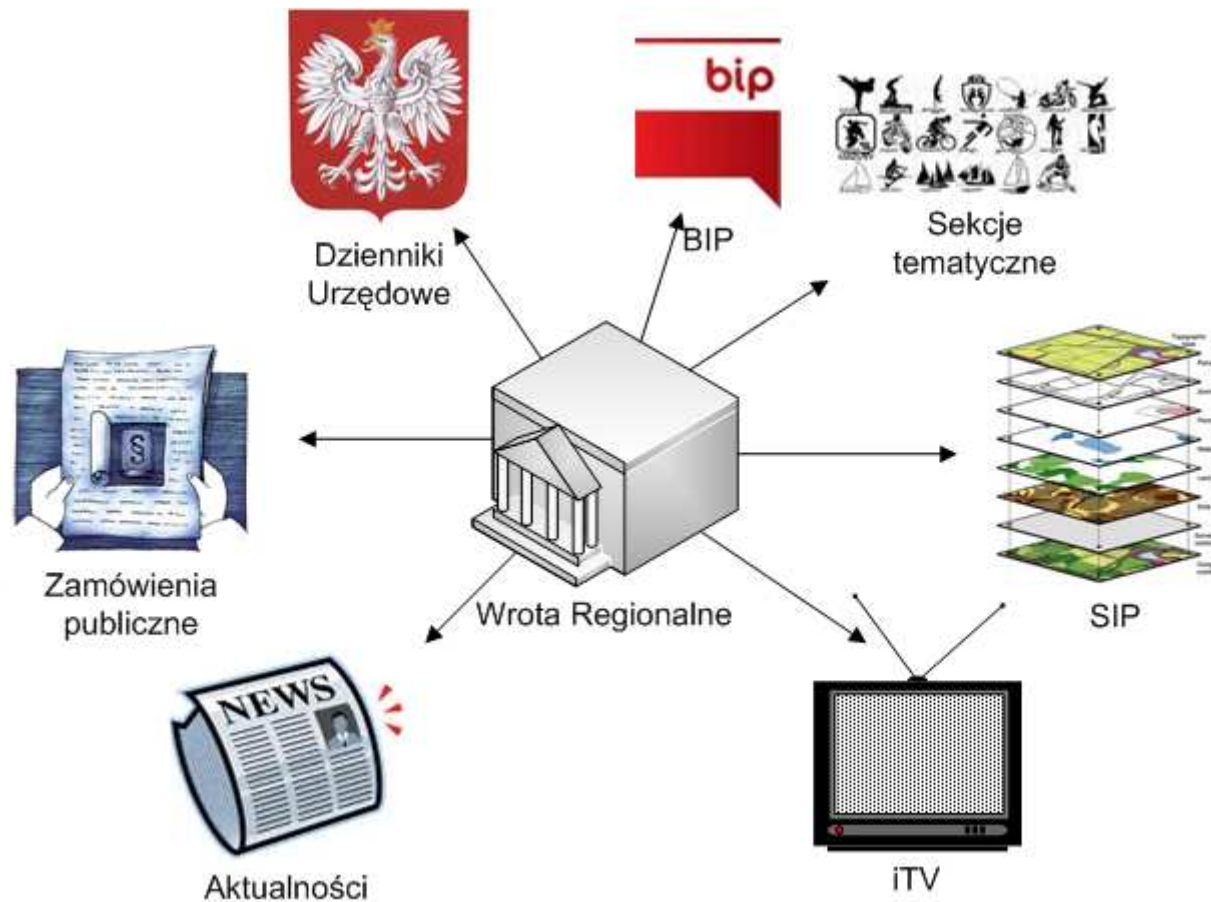 bip
Dzienniki
Urzędowe
BIP
Sekcje
tematyczne
§
Zamówienia
publiczne
Wrota Regionalne
SIP
NEWS
Aktualności
iTV